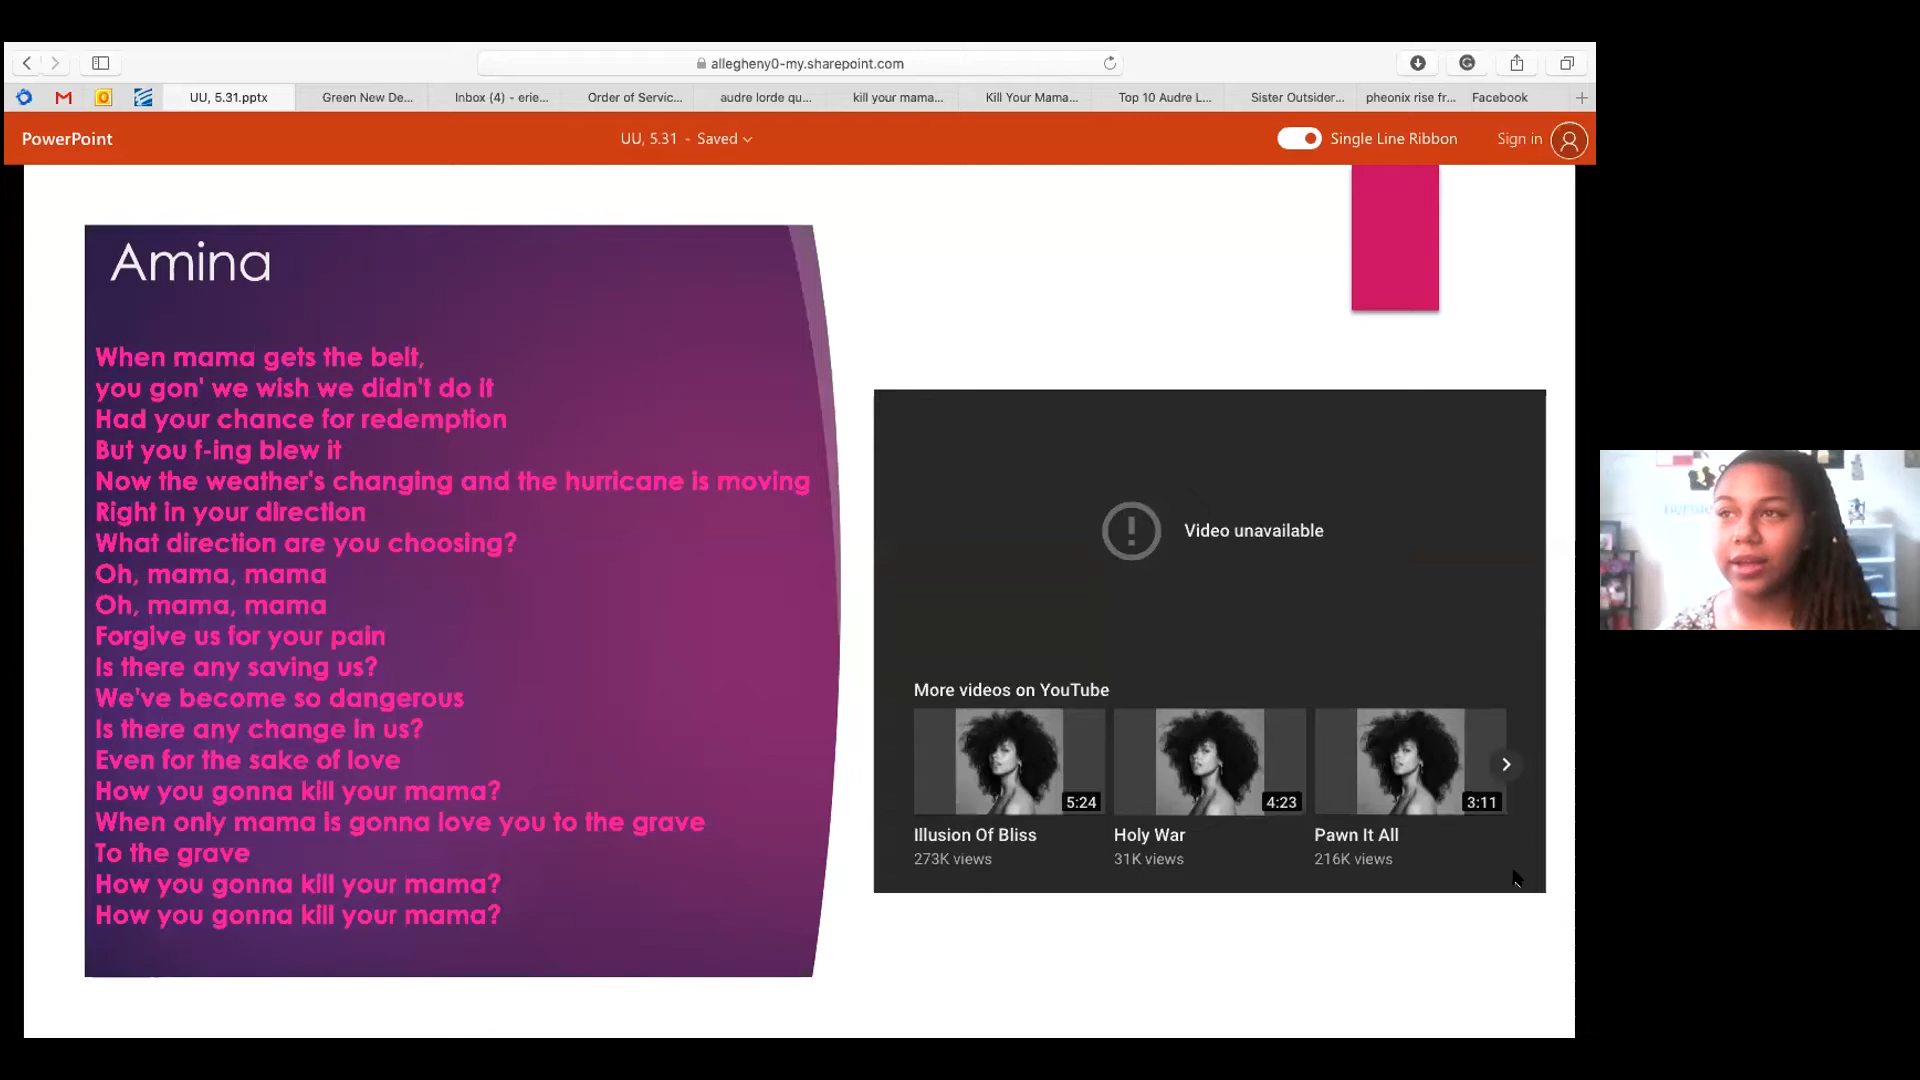 allegheny0-my.sharepoint.com
UU, 5.31.pptx
Green New De...
Inbox (4) - erie...
Order of Servic...
audre lorde qu...
kill your mama...
Kill Your Mama...
Top 10 Audre L...
Sister Outsider...
pheonix rise fr...
Facebook
PowerPoint
UU, 5.31 - Saved
Single Line Ribbon
Sign in
Amina
When mama gets the belt,
you gon' we wish we didn't do it
Had your chance for redemption
But you f-ing blew it
Now the weather's changing and the hurricane is moving
Right in your direction
What direction are you choosing?
Oh, mama, mama
Oh, mama, mama
Forgive us for your pain
Is there any saving us?
We've become so dangerous
Is there any change in us?
Even for the sake of love
How you gonna kill your mama?
When only mama is gonna love you to the grave
To the grave
How you gonna kill your mama?
How you gonna kill your mama?
Video unavailable
More videos on YouTube
5:24
4:23
3:11
Illusion Of Bliss
Holy War
Pawn It All
273K views
31K views
216K views